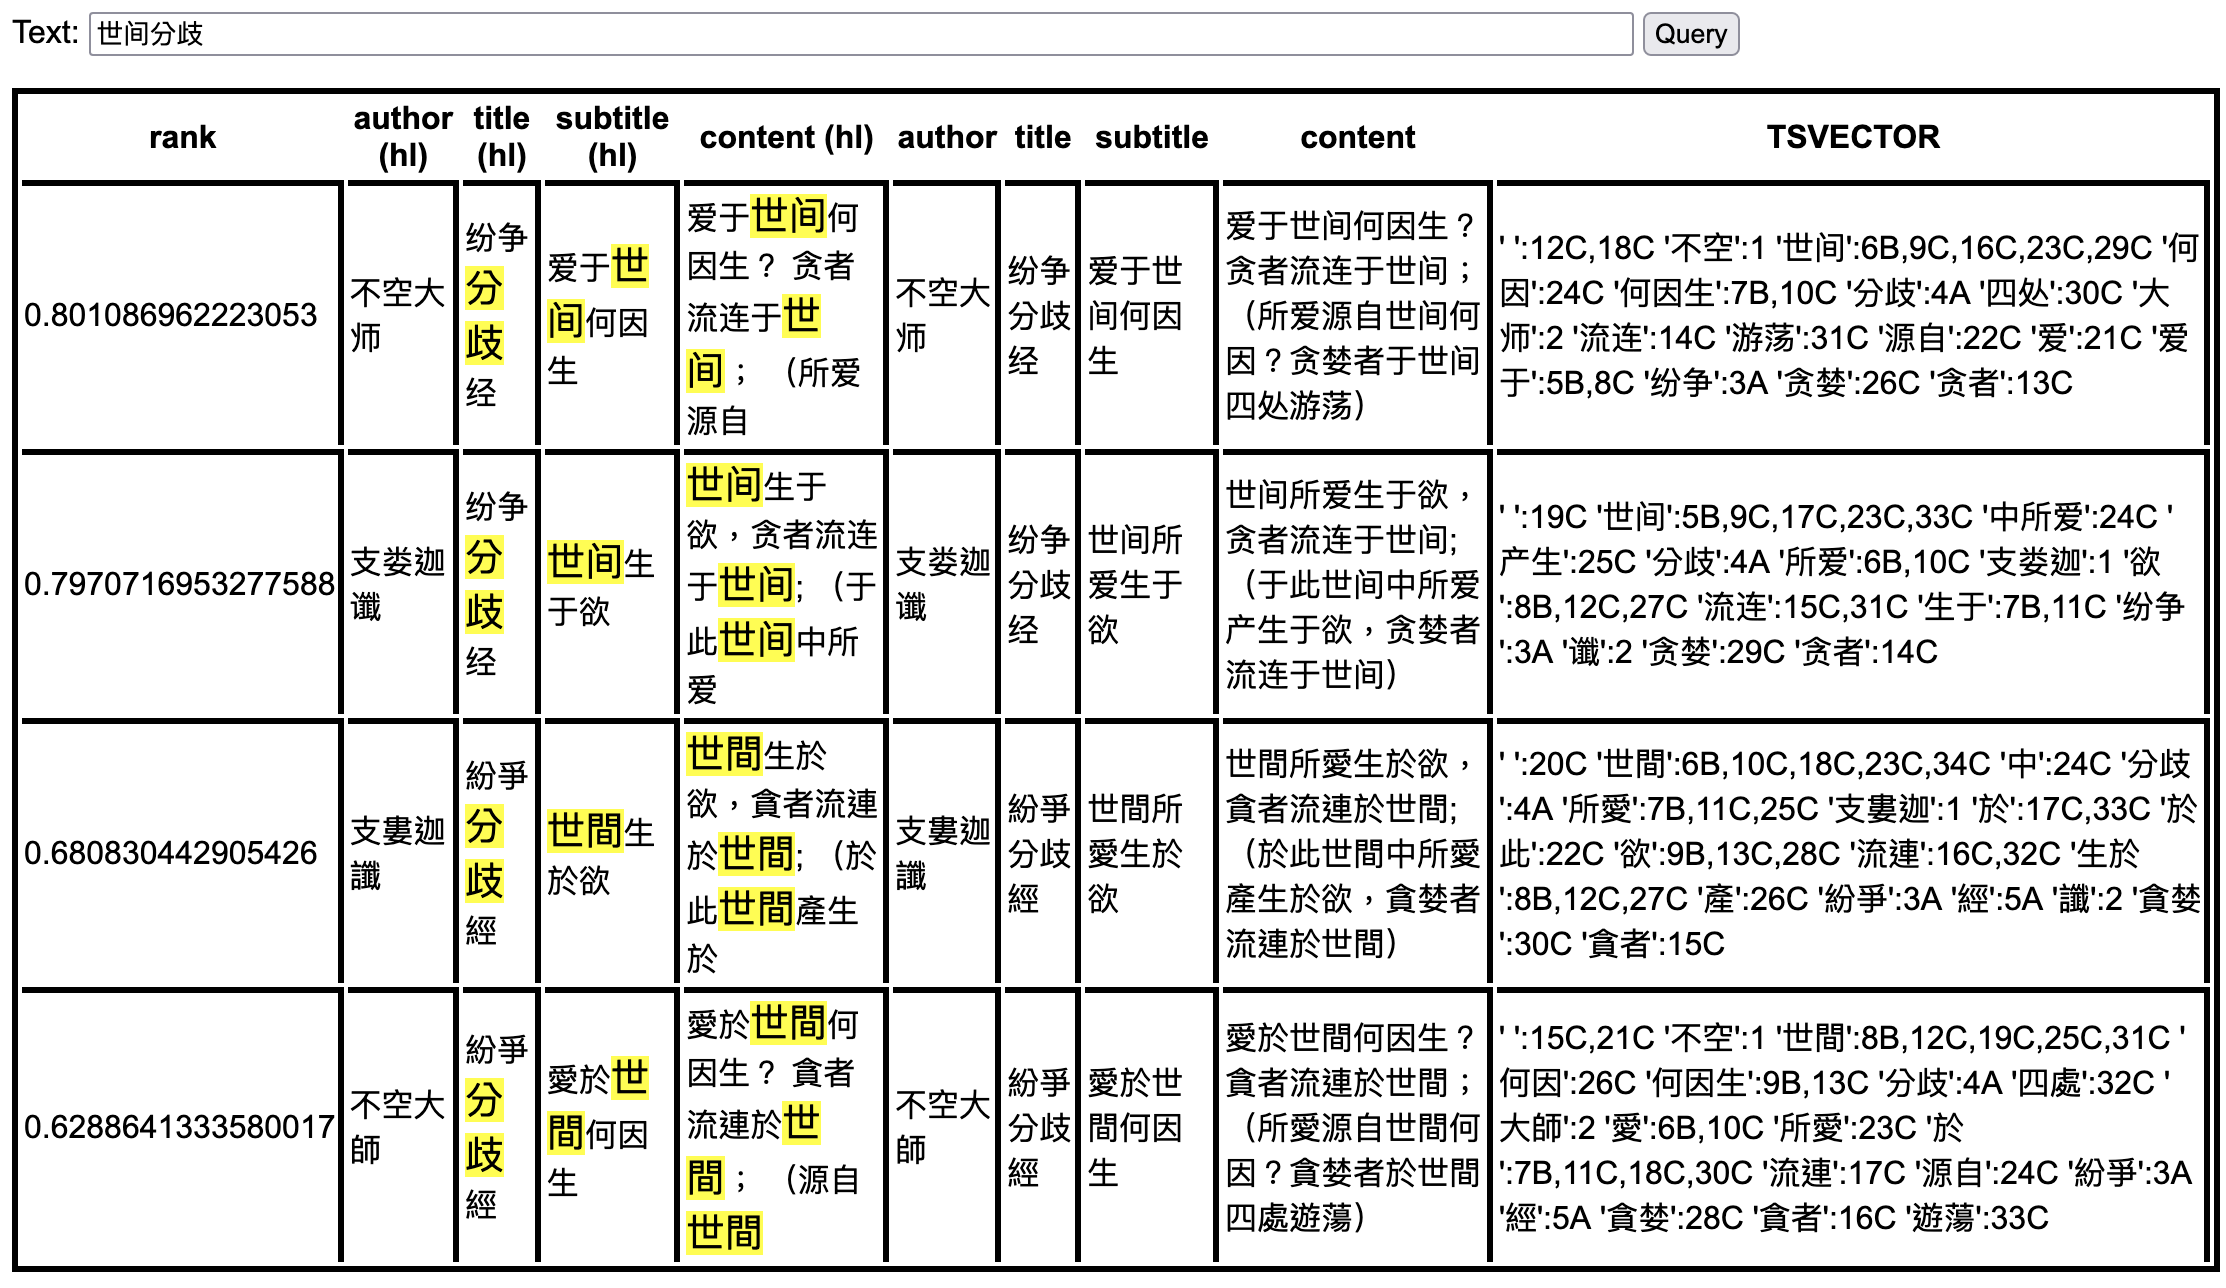 Text: 世间分歧 Query
rank
author
(hl)
title
(hl)
subtitle
(hl)
content (hl)
author
title
subtitle
content
TSVECTOR
0.801086962223053
不空大
师
纷争
分
歧
经
爱于世
间何因
生
爱于世间何
因生？ 贪者
流连于世
间； （所爱
源自
不空大
师
纷争
分歧
经
爱于世
间何因
生
爱于世间何因生？
贪者流连于世间；
（所爱源自世间何
因？贪婪者于世间
四处游荡）
' ':12C,18C '不空':1 '世间':6B,9C,16C,23C,29C '何
因':24C '何因生':7B,10C '分歧':4A '四处':30C '大
师':2 '流连':14C '游荡':31C '源自':22C '爱':21C '爱
于':5B,8C '纷争':3A '贪婪':26C '贪者':13C
0.7970716953277588
支娄迦
谶
纷争
分
歧
经
世间生
于欲
世间生于
欲，贪者流连
于世间; （于
此世间中所
爱
支娄迦
谶
纷争
分歧
经
世间所
爱生于
欲
世间所爱生于欲，
贪者流连于世间;
（于此世间中所爱
产生于欲，贪婪者
流连于世间）
' ':19C '世间':5B,9C,17C,23C,33C '中所爱':24C '
产生':25C '分歧':4A '所爱':6B,10C '支娄迦':1 '欲
':8B,12C,27C '流连':15C,31C '生于':7B,11C '纷争
':3A '谶':2 '贪婪':29C '贪者':14C
0.680830442905426
支婁迦
讖
紛爭
分
歧
經
世間生
於欲
世間生於
欲，貪者流連
於世間; （於
此世間產生
於
支婁迦
讖
紛爭
分歧
經
世間所
愛生於
欲
世間所愛生於欲，
貪者流連於世間;
（於此世間中所愛
產生於欲，貪婪者
流連於世間）
' ':20C '世間':6B,10C,18C,23C,34C '中':24C '分歧
':4A '所愛':7B,11C,25C '支婁迦':1 '於':17C,33C '於
此':22C '欲':9B,13C,28C '流連':16C,32C '生於
':8B,12C,27C '產':26C '紛爭':3A '經':5A '讖':2 '貪婪
':30C '貪者':15C
0.6288641333580017
不空大
師
紛爭
分
歧
經
愛於世
間何因
生
愛於世間何
因生？ 貪者
流連於世
間； （源自
世間
不空大
師
紛爭
分歧
經
愛於世
間何因
生
愛於世間何因生？
貪者流連於世間；
（所愛源自世間何
因？貪婪者於世間
四處遊蕩）
' ':15C,21C '不空':1 '世間':8B,12C,19C,25C,31C '
何因':26C '何因生':9B,13C '分歧':4A '四處':32C '
大師':2 '愛':6B,10C '所愛':23C '於
':7B,11C,18C,30C '流連':17C '源自':24C '紛爭':3A
'經':5A '貪婪':28C '貪者':16C '遊蕩':33C